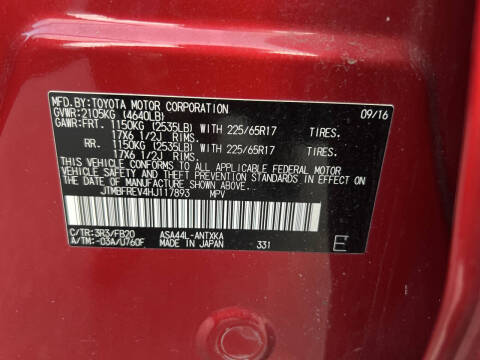 MFD.BY:TOYOTA MOTOR CORPORATION 09/16
GVWR:2105KG (4640LB)
GAWR:FRT. 1150KG (2535LB) WITH 225/65R17 TIRES.
17X6 1/2J RIMS.
RR. 1150KG (2535LB) WITH 225/65R17 TIRES.
17X6 1/2J RIMS.
THIS VEHICLE CONFORMS TO ALL APPLICABLE FEDERAL MOTOR
VEHICLE SAFETY AND THEFT PREVENTION STANDARDS IN EFFECT
ON THE DATE OF MANUFACTURE SHOWN ABOVE.
JTMBFREV4HJ117893 MPV
C/TR:3R3/FB20 ASA44L-ANTXKA
A/TM:-03A/U760F MADE IN JAPAN 331 E